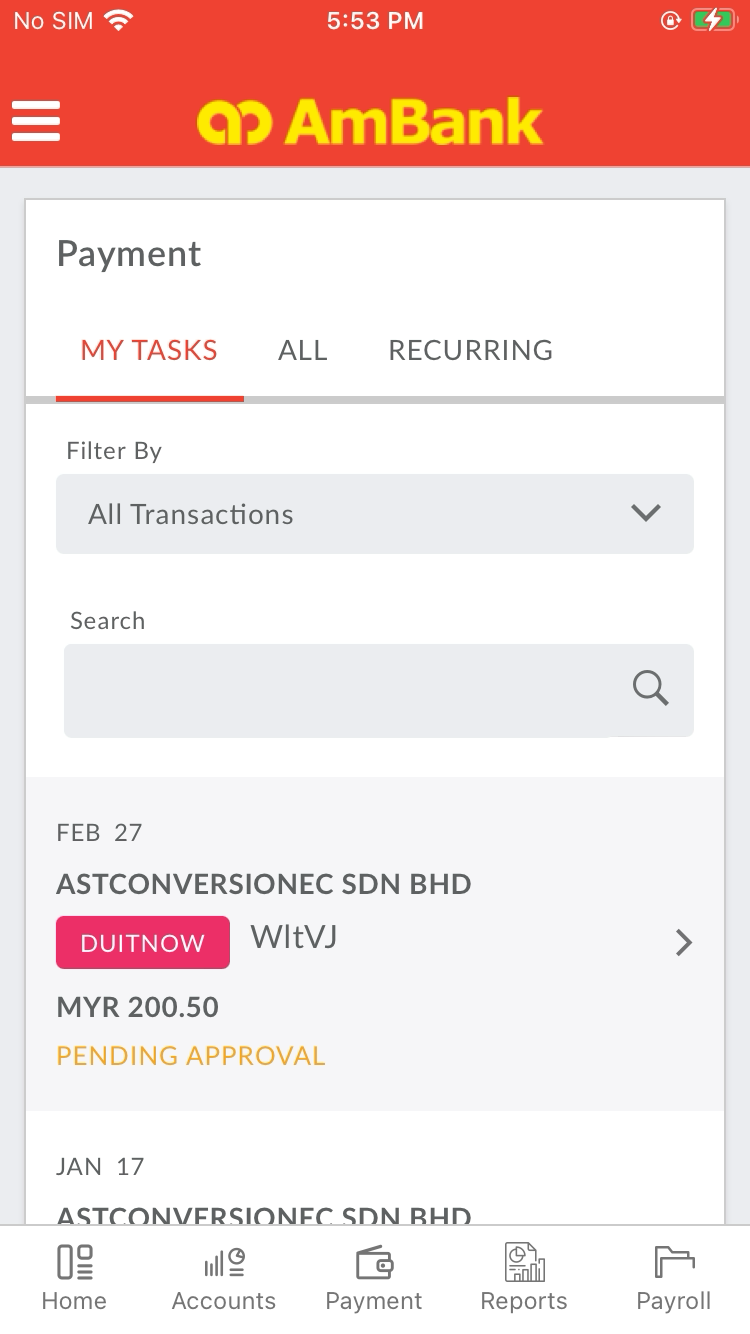 No SIM 5:53 PM
AmBank
Payment
MY TASKS ALL RECURRING
Filter By
All Transactions
Search
FEB 27
ASTCONVERSIONEC SDN BHD
DUITNOW WltVJ
MYR 200.50
PENDING APPROVAL
JAN 17
ASTCONVERSIONEC SDN BHD
Home Accounts Payment Reports Payroll